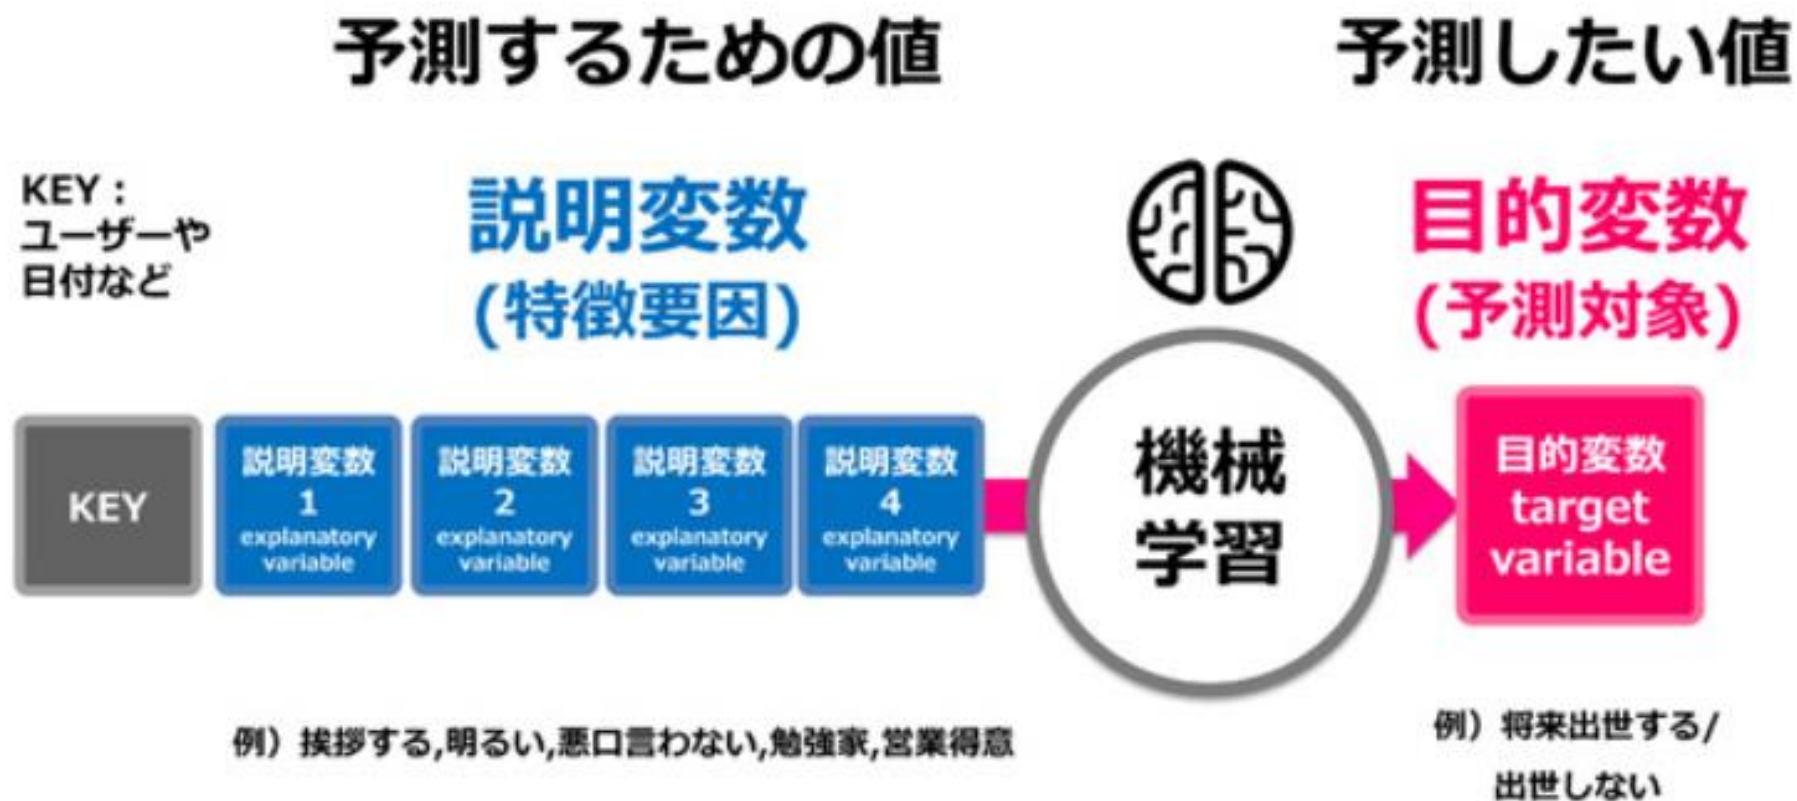 予測するための値
予測したい値
KEY：
ユーザーや
日付など
説明変数
(特徴要因)
目的変数
(予測対象)
KEY
説明変数
1
explanatory
variable
説明変数
2
explanatory
variable
説明変数
3
explanatory
variable
説明変数
4
explanatory
variable
機械
学習
目的変数
target
variable
例）挨拶する,明るい,悪口言わない,勉強家,営業得意
例）将来出世する/
出世しない